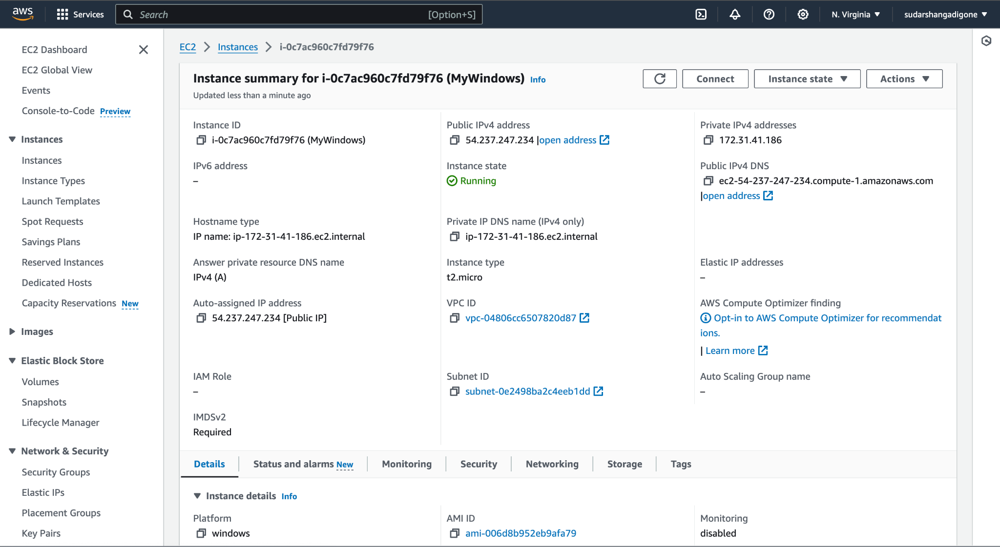 aws
Services
Search [Option+S]
N. Virginia
sudarshangadigone
EC2 Dashboard
EC2 Global View
Events
Console-to-Code Preview
Instances
Instances
Instance Types
Launch Templates
Spot Requests
Savings Plans
Reserved Instances
Dedicated Hosts
Capacity Reservations New
Images
Elastic Block Store
Volumes
Snapshots
Lifecycle Manager
Network & Security
Security Groups
Elastic IPs
Placement Groups
Key Pairs
EC2 > Instances > i-0c7ac960c7fd79f76
Instance summary for i-0c7ac960c7fd79f76 (MyWindows) Info
Updated less than a minute ago
Connect
Instance state
Actions
Instance ID
i-0c7ac960c7fd79f76 (MyWindows)
Public IPv4 address
54.237.247.234 |open address
Private IPv4 addresses
172.31.41.186
IPv6 address
–
Instance state
Running
Public IPv4 DNS
ec2-54-237-247-234.compute-1.amazonaws.com
|open address
Hostname type
IP name: ip-172-31-41-186.ec2.internal
Private IP DNS name (IPv4 only)
ip-172-31-41-186.ec2.internal
Answer private resource DNS name
IPv4 (A)
Instance type
t2.micro
Elastic IP addresses
–
Auto-assigned IP address
54.237.247.234 [Public IP]
VPC ID
vpc-04806cc6507820d87
AWS Compute Optimizer finding
Opt-in to AWS Compute Optimizer for recommendat
ions.
| Learn more
IAM Role
–
Subnet ID
subnet-0e2498ba2c4eeb1dd
Auto Scaling Group name
–
IMDSv2
Required
Details
Status and alarms New
Monitoring
Security
Networking
Storage
Tags
Instance details Info
Platform
windows
AMI ID
ami-006d8b952eb9afa79
Monitoring
disabled